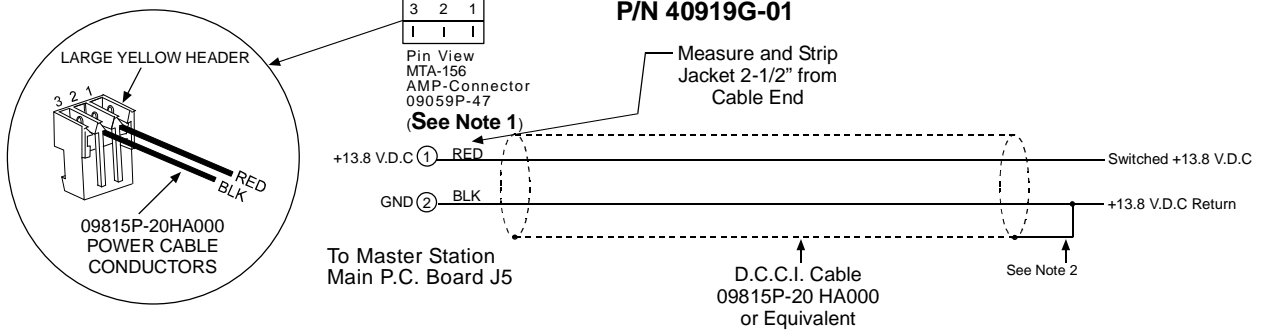 P/N 40919G-01
3 2 1
Pin View
MTA-156
AMP-Connector
09059P-47
(See Note 1)
LARGE YELLOW HEADER
3 2 1
RED
BLK
09815P-20HA000
POWER CABLE
CONDUCTORS
Measure and Strip
Jacket 2-1/2” from
Cable End
+13.8 V.D.C 1 RED
Switched +13.8 V.D.C
GND 2 BLK
+13.8 V.D.C Return
To Master Station
Main P.C. Board J5
D.C.C.I. Cable
09815P-20 HA000
or Equivalent
See Note 2